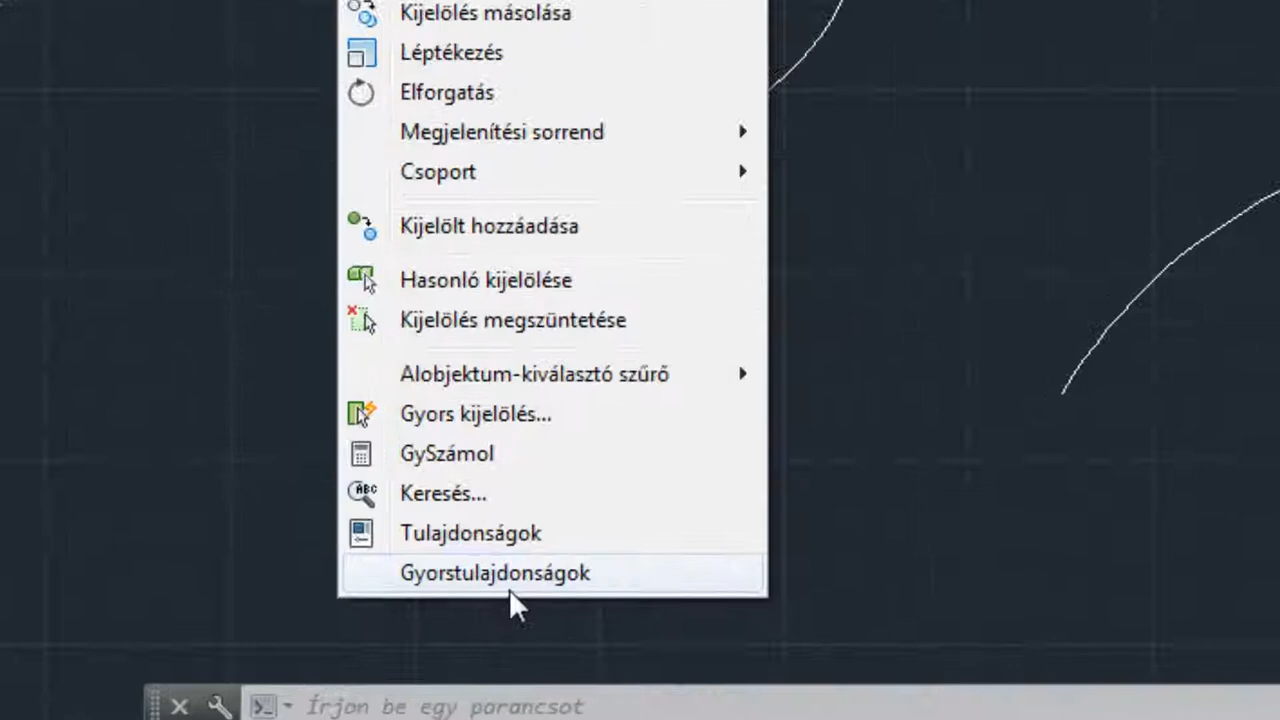 Kijelölés másolása
Léptékezés
Elforgatás
Megjelenítési sorrend
Csoport
Kijelölt hozzáadása
Hasonló kijelölése
Kijelölés megszüntetése
Alobjektum-kiválasztó szűrő
Gyors kijelölés...
GySzámol
ABC
Keresés...
Tulajdonságok
Gyorstulajdonságok
Írjon be egy parancsot